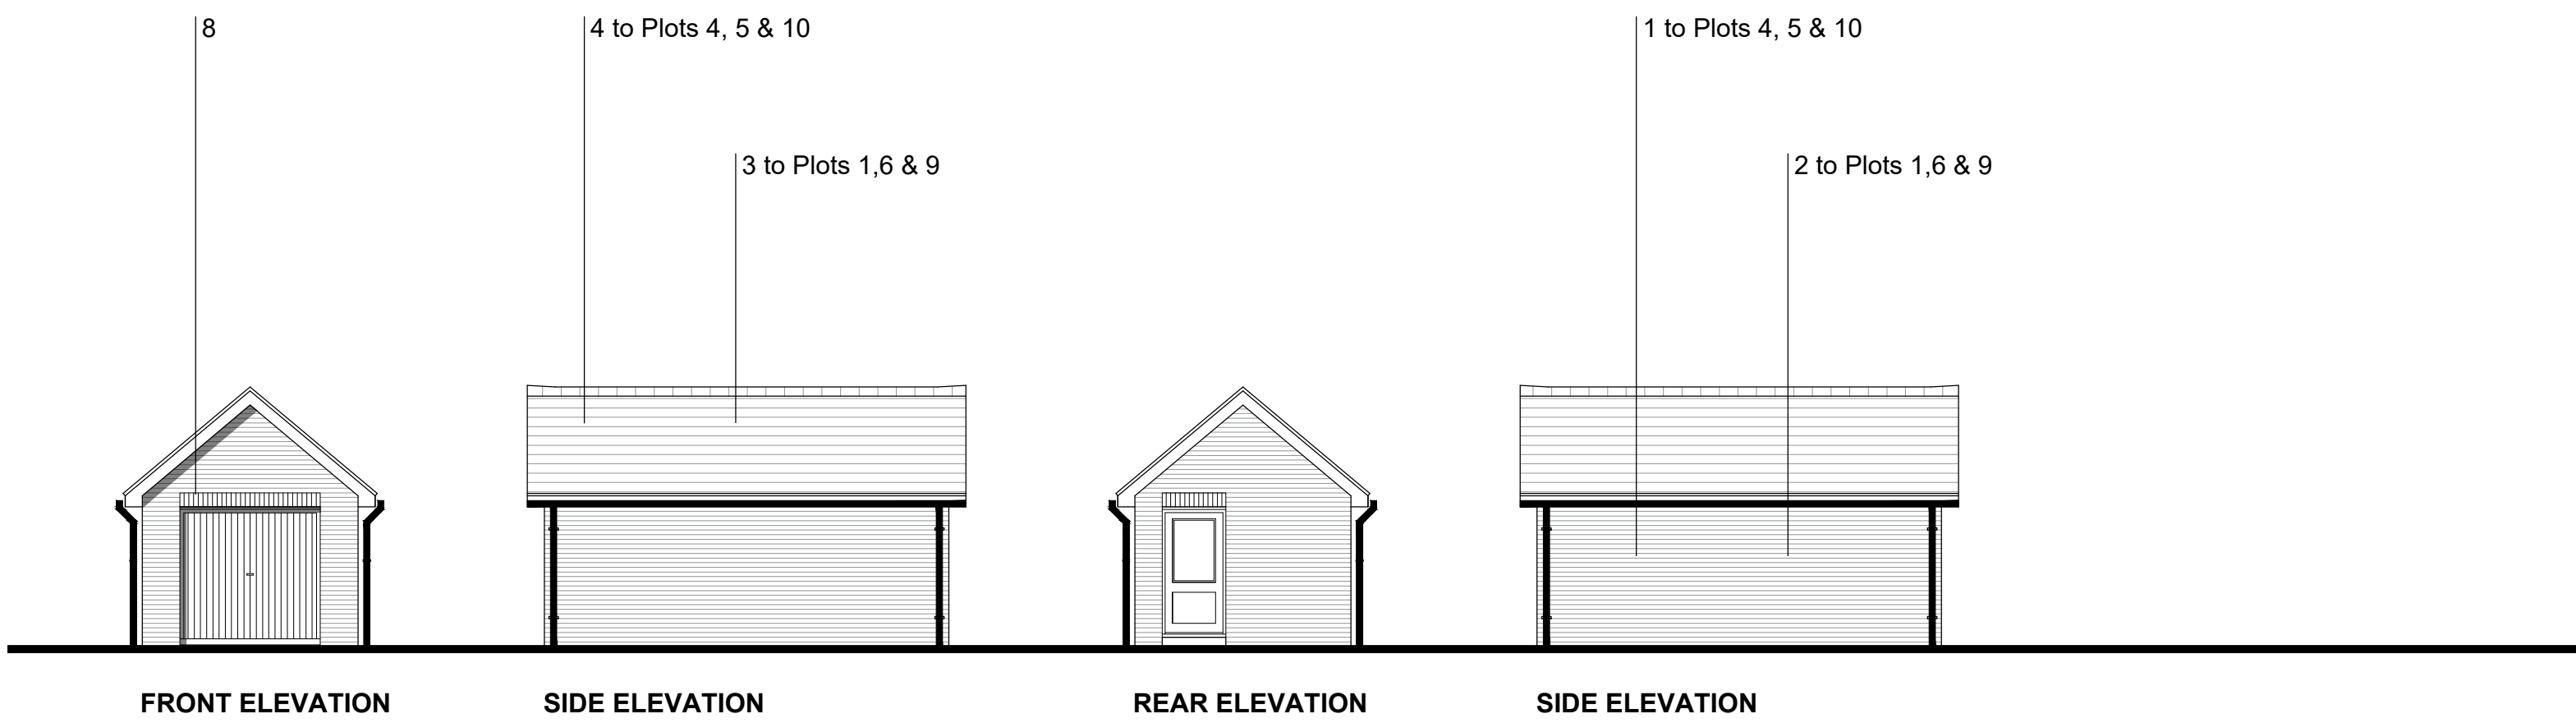 8
4 to Plots 4, 5 & 10
1 to Plots 4, 5 & 10
3 to Plots 1,6 & 9
2 to Plots 1,6 & 9
FRONT ELEVATION
SIDE ELEVATION
REAR ELEVATION
SIDE ELEVATION